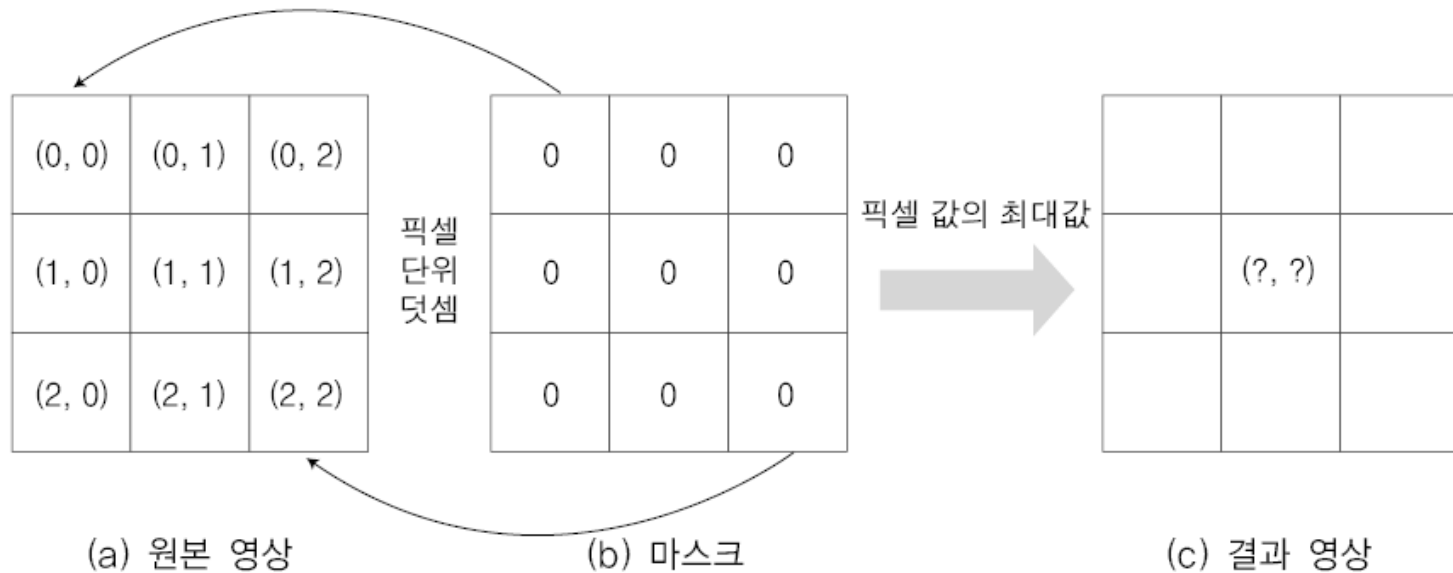 (0, 0) (0, 1) (0, 2)
(1, 0) (1, 1) (1, 2)
(2, 0) (2, 1) (2, 2)
픽셀
단위
덧셈
0 0 0
0 0 0
0 0 0
픽셀 값의 최대값
(?, ?)
(a) 원본 영상
(b) 마스크
(c) 결과 영상